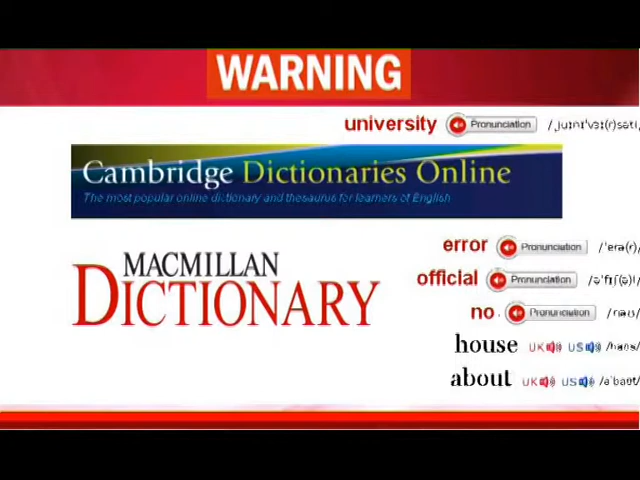 WARNING
university Pronunciation
Cambridge Dictionaries Online
The most popular online dictionary and thesaurus for learners of English
error Pronunciation /ˈerə(r)/
official Pronunciation
MACMILLAN
DICTIONARY
no Pronunciation
house UK US
about UK US